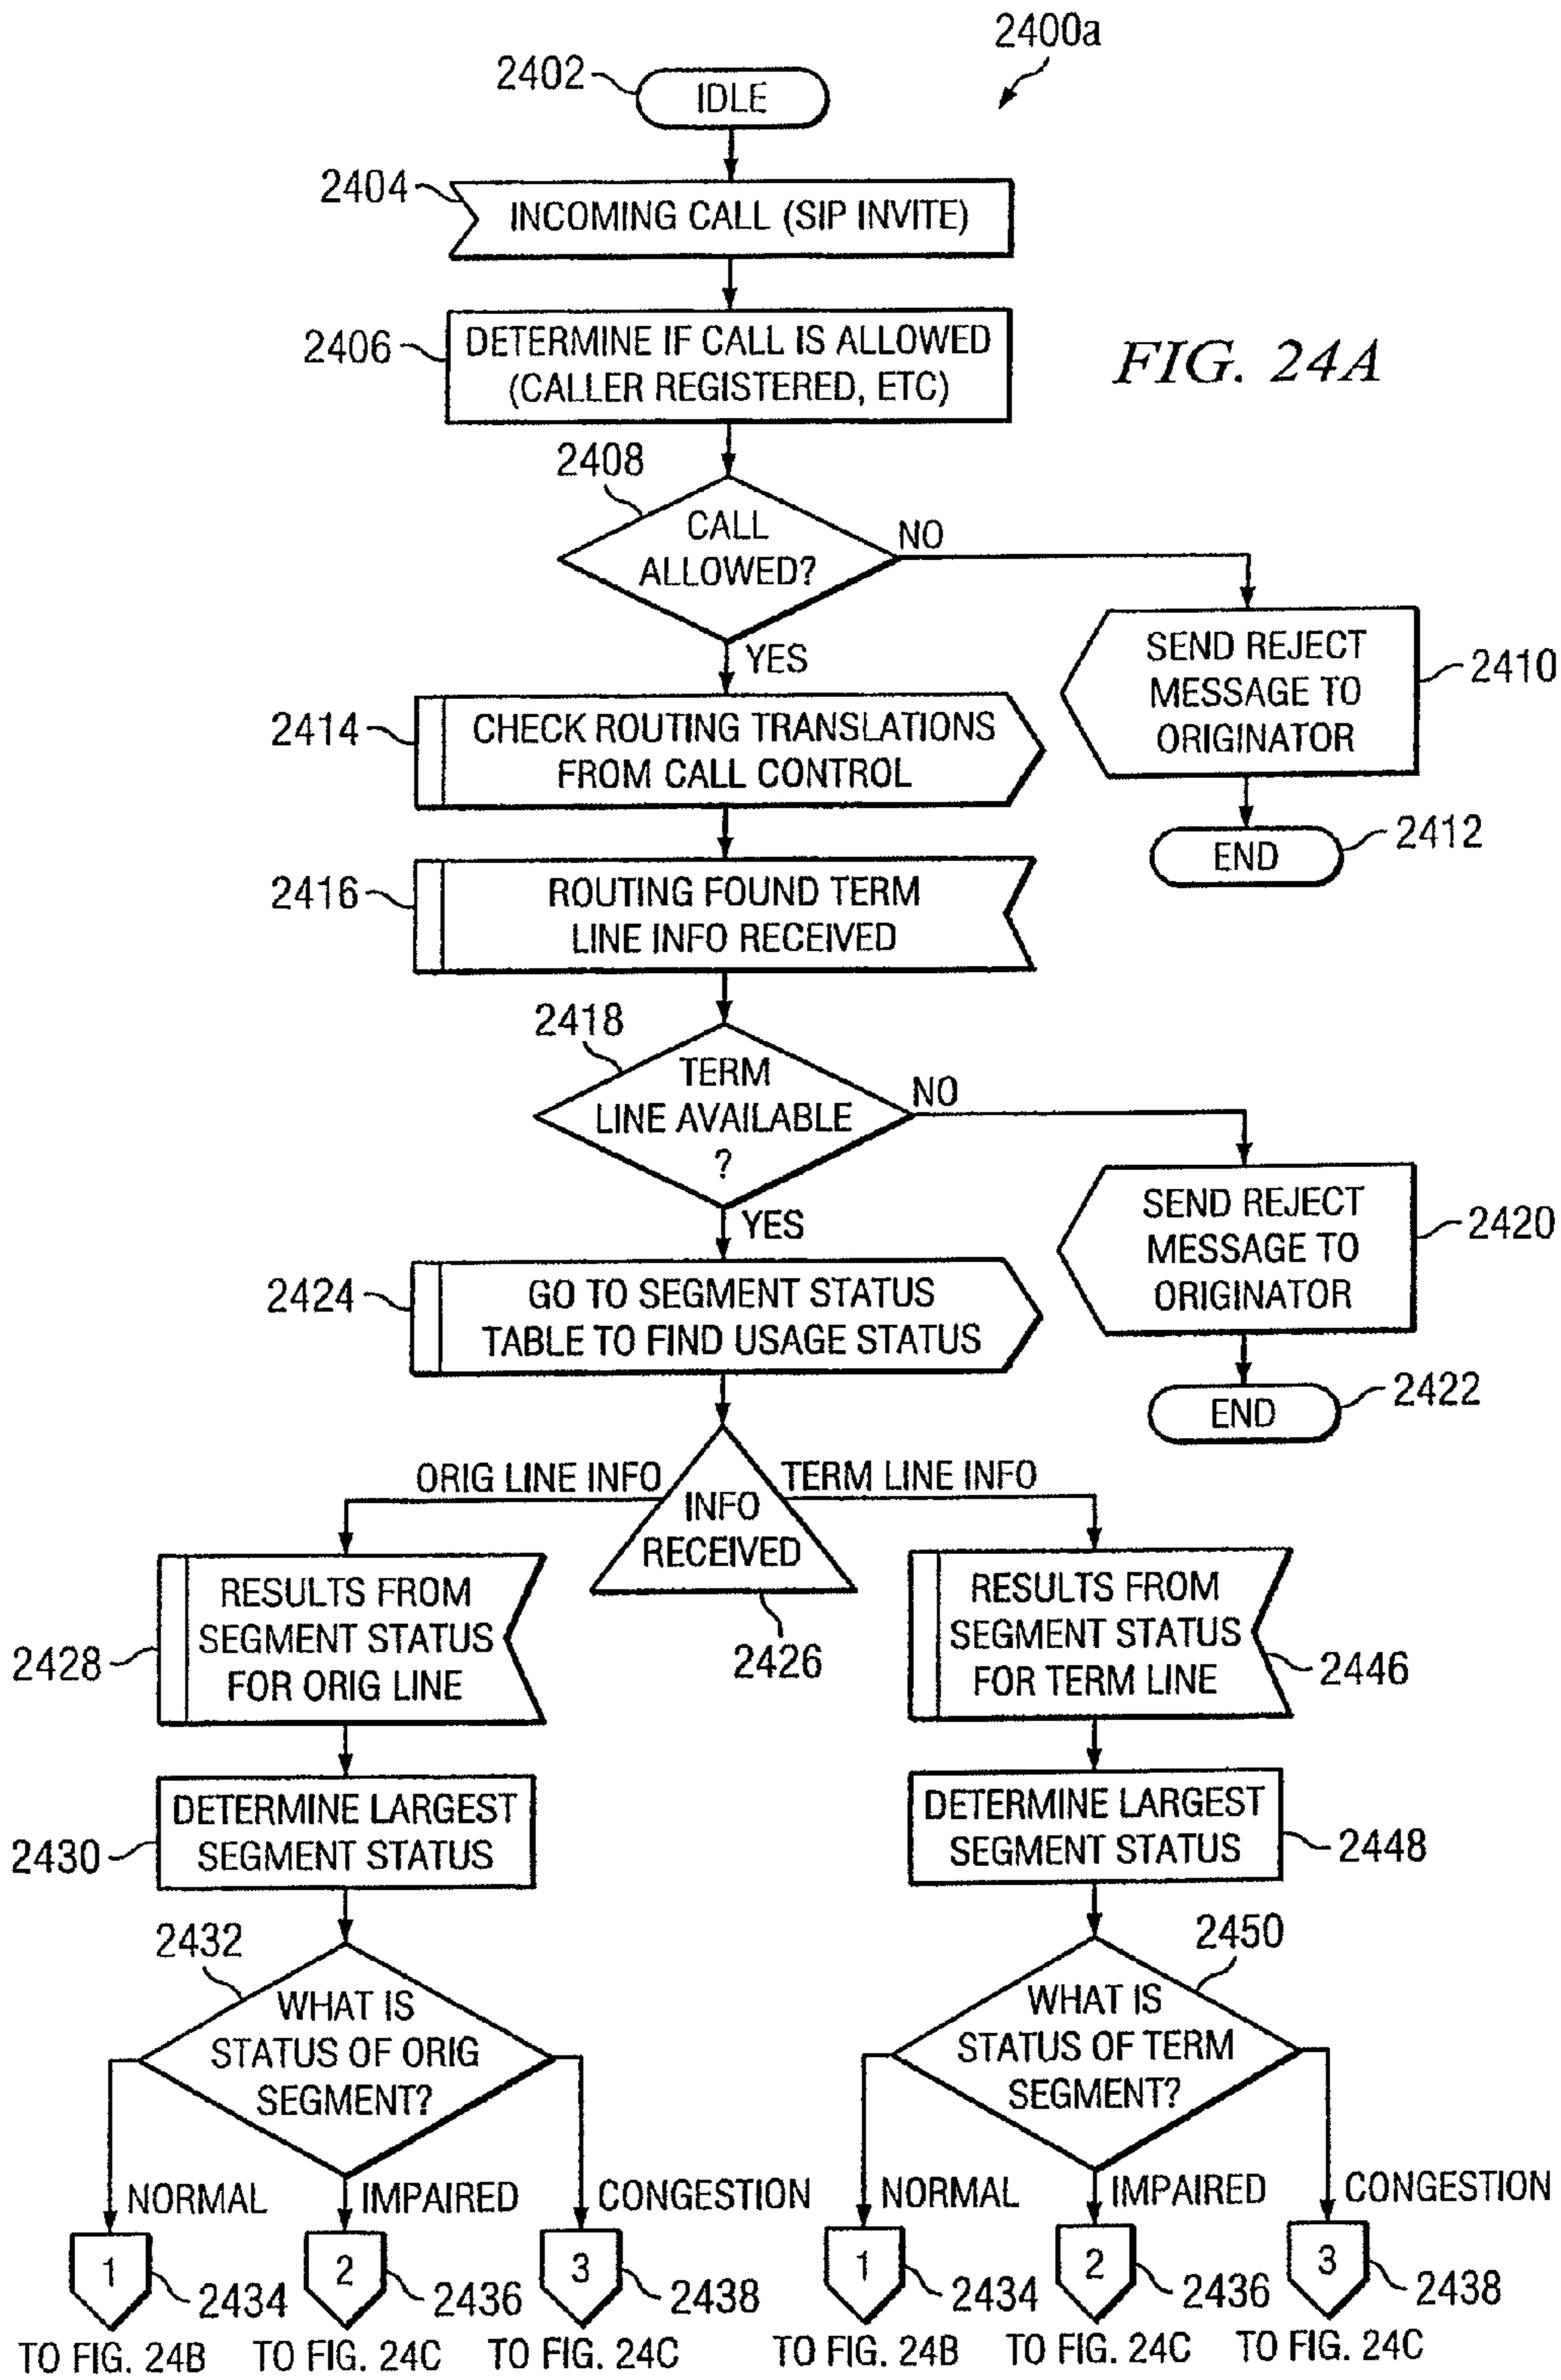 2400a
2402
IDLE
2404
INCOMING CALL (SIP INVITE)
2406
DETERMINE IF CALL IS ALLOWED
(CALLER REGISTERED, ETC)
FIG. 24A
2408
CALL
ALLOWED?
NO
YES
SEND REJECT
MESSAGE TO
ORIGINATOR
2410
2414
CHECK ROUTING TRANSLATIONS
FROM CALL CONTROL
END
2412
2416
ROUTING FOUND TERM
LINE INFO RECEIVED
2418
TERM
LINE AVAILABLE
?
NO
YES
SEND REJECT
MESSAGE TO
ORIGINATOR
2420
2424
GO TO SEGMENT STATUS
TABLE TO FIND USAGE STATUS
END
2422
ORIG LINE INFO
TERM LINE INFO
INFO
RECEIVED
2426
2428
RESULTS FROM
SEGMENT STATUS
FOR ORIG LINE
RESULTS FROM
SEGMENT STATUS
FOR TERM LINE
2446
2430
DETERMINE LARGEST
SEGMENT STATUS
DETERMINE LARGEST
SEGMENT STATUS
2448
2432
WHAT IS
STATUS OF ORIG
SEGMENT?
2450
WHAT IS
STATUS OF TERM
SEGMENT?
NORMAL
IMPAIRED
CONGESTION
NORMAL
IMPAIRED
CONGESTION
1
2434
2
2436
3
2438
1
2434
2
2436
3
2438
TO FIG. 24B
TO FIG. 24C
TO FIG. 24C
TO FIG. 24B
TO FIG. 24C
TO FIG. 24C